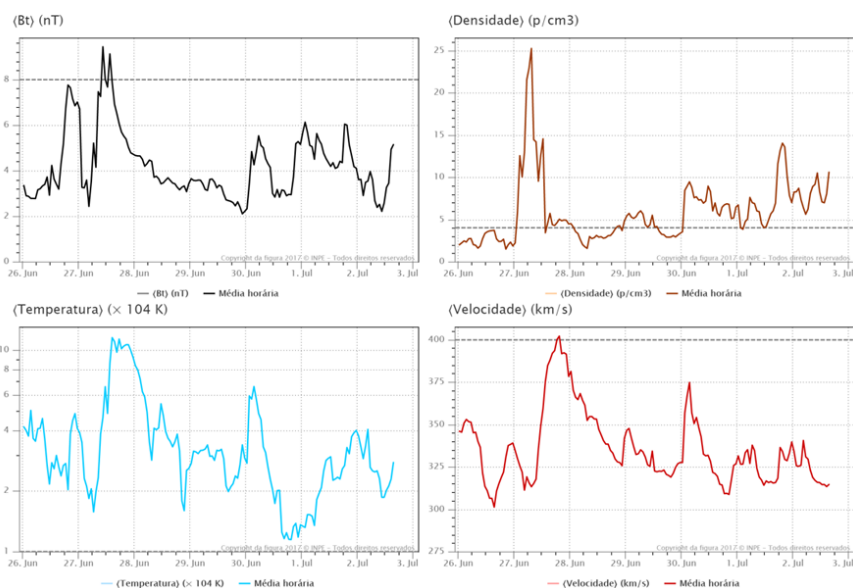 (Bt) (nT)
8
6
4
2
0
26. Jun 27. Jun 28. Jun 29. Jun 30. Jun 1. Jul 2. Jul 3. Jul
Copyright da figura 2017 © INPE - Todos direitos reservados
(Bt) (nT) Média horária
(Densidade) (p/cm3)
25
20
15
10
5
0
26. Jun 27. Jun 28. Jun 29. Jun 30. Jun 1. Jul 2. Jul 3. Jul
Copyright da figura 2017 © INPE - Todos direitos reservados
(Densidade) (p/cm3) Média horária
(Temperatura) (× 104 K)
10
8
6
4
2
1
26. Jun 27. Jun 28. Jun 29. Jun 30. Jun 1. Jul 2. Jul 3. Jul
Copyright da figura 2017 © INPE - Todos direitos reservados
(Temperatura) (× 104 K) Média horária
(Velocidade) (km/s)
400
375
350
325
300
275
26. Jun 27. Jun 28. Jun 29. Jun 30. Jun 1. Jul 2. Jul 3. Jul
Copyright da figura 2017 © INPE - Todos direitos reservados
(Velocidade) (km/s) Média horária